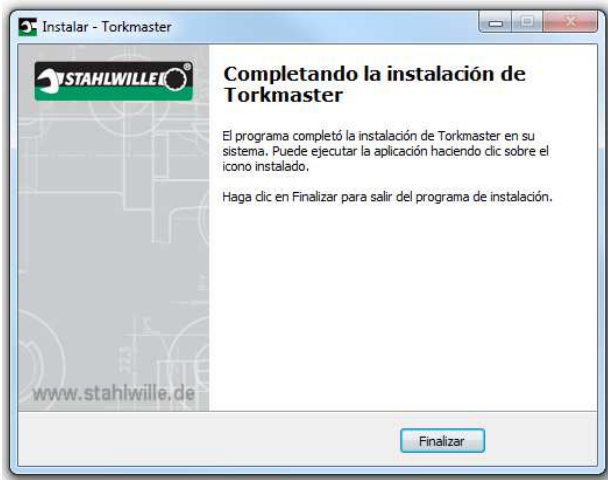 Instalar - Torkmaster
STAHLWILLE
Completando la instalación de
Torkmaster
El programa completó la instalación de Torkmaster en su
sistema. Puede ejecutar la aplicación haciendo clic sobre el
icono instalado.
Haga clic en Finalizar para salir del programa de instalación.
www.stahlwille.de
Finalizar